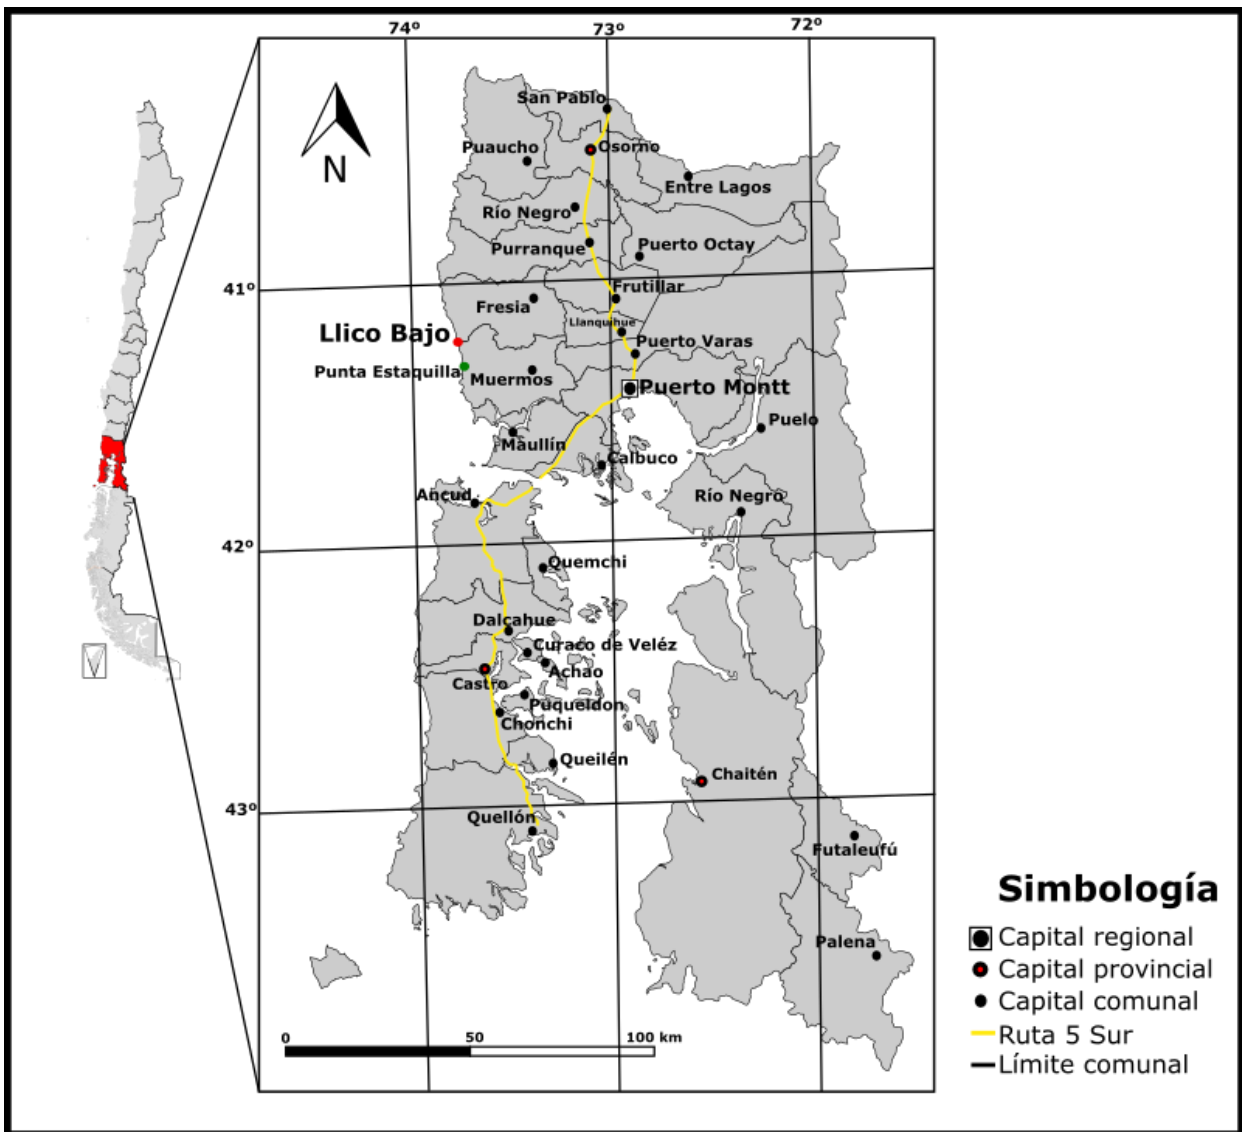 74º
73º
72º
San Pablo
Puaucho
Osorno
Entre Lagos
Río Negro
Purranque
Puerto Octay
41º
Frutillar
Fresia
Llanquihue
Llico Bajo
Puerto Varas
Punta Estaquilla
Muermos
Puerto Montt
Puelo
Maullín
Calbuco
Ancud
Río Negro
42º
Quemchi
Dalcahue
Curaco de Veléz
Achao
Castro
Puqueldon
Chonchi
Queilén
Chaitén
43º
Quellón
Futaleufú
Palena
N
0 50 100 km
Simbología
Capital regional
Capital provincial
Capital comunal
Ruta 5 Sur
Límite comunal